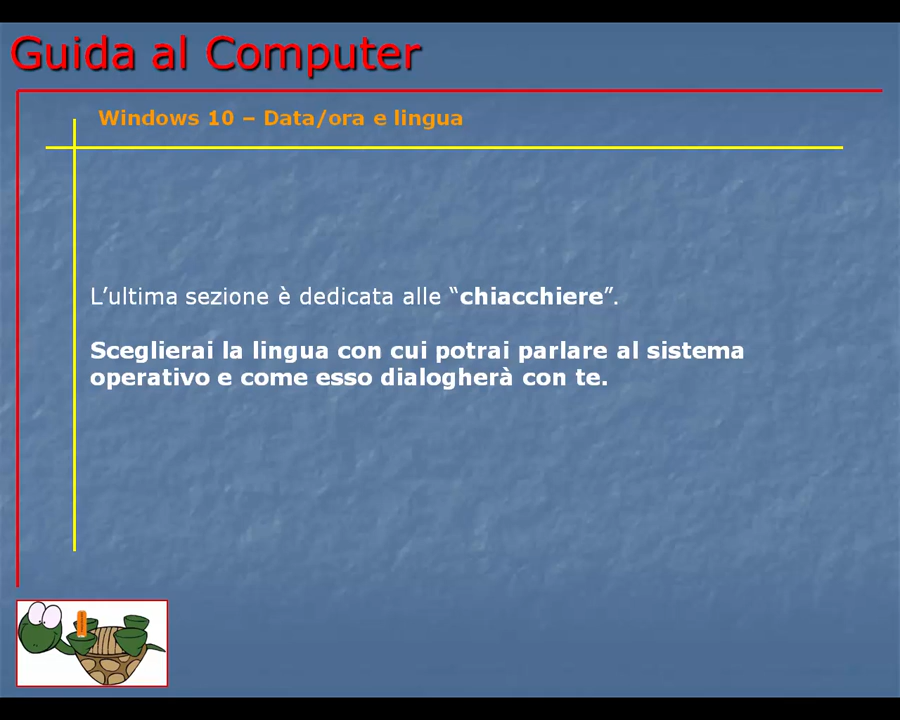 Guida al Computer
Windows 10 – Data/ora e lingua
L’ultima sezione è dedicata alle “chiacchiere”.
Sceglierai la lingua con cui potrai parlare al sistema
operativo e come esso dialogherà con te.